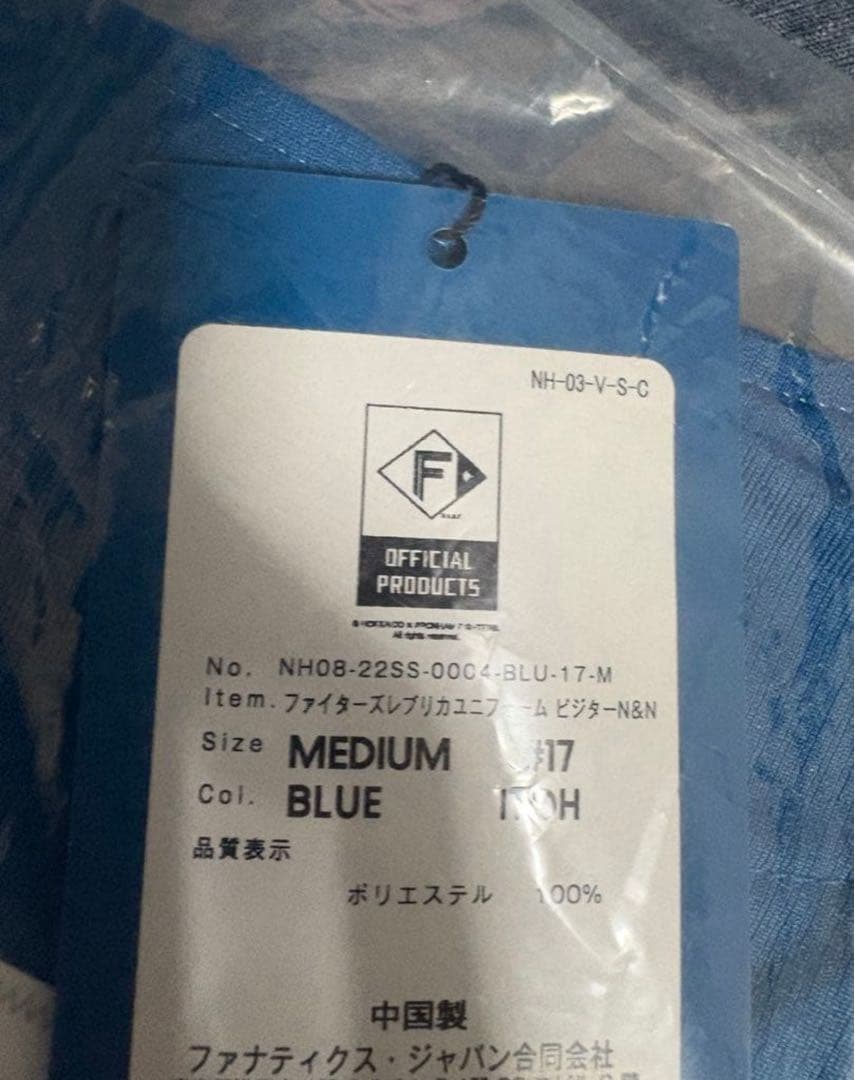 NH-03-V-S-C
F
OFFICIAL
PRODUCTS
All rights reserved.
No. NH08-22SS-0004-BLU-17-M
Item. ファイターズレプリカユニフォーム ビジターN&N
Size MEDIUM #17
Col. BLUE ITOH
品質表示
ポリエステル 100%
中国製
ファナティクス・ジャパン合同会社